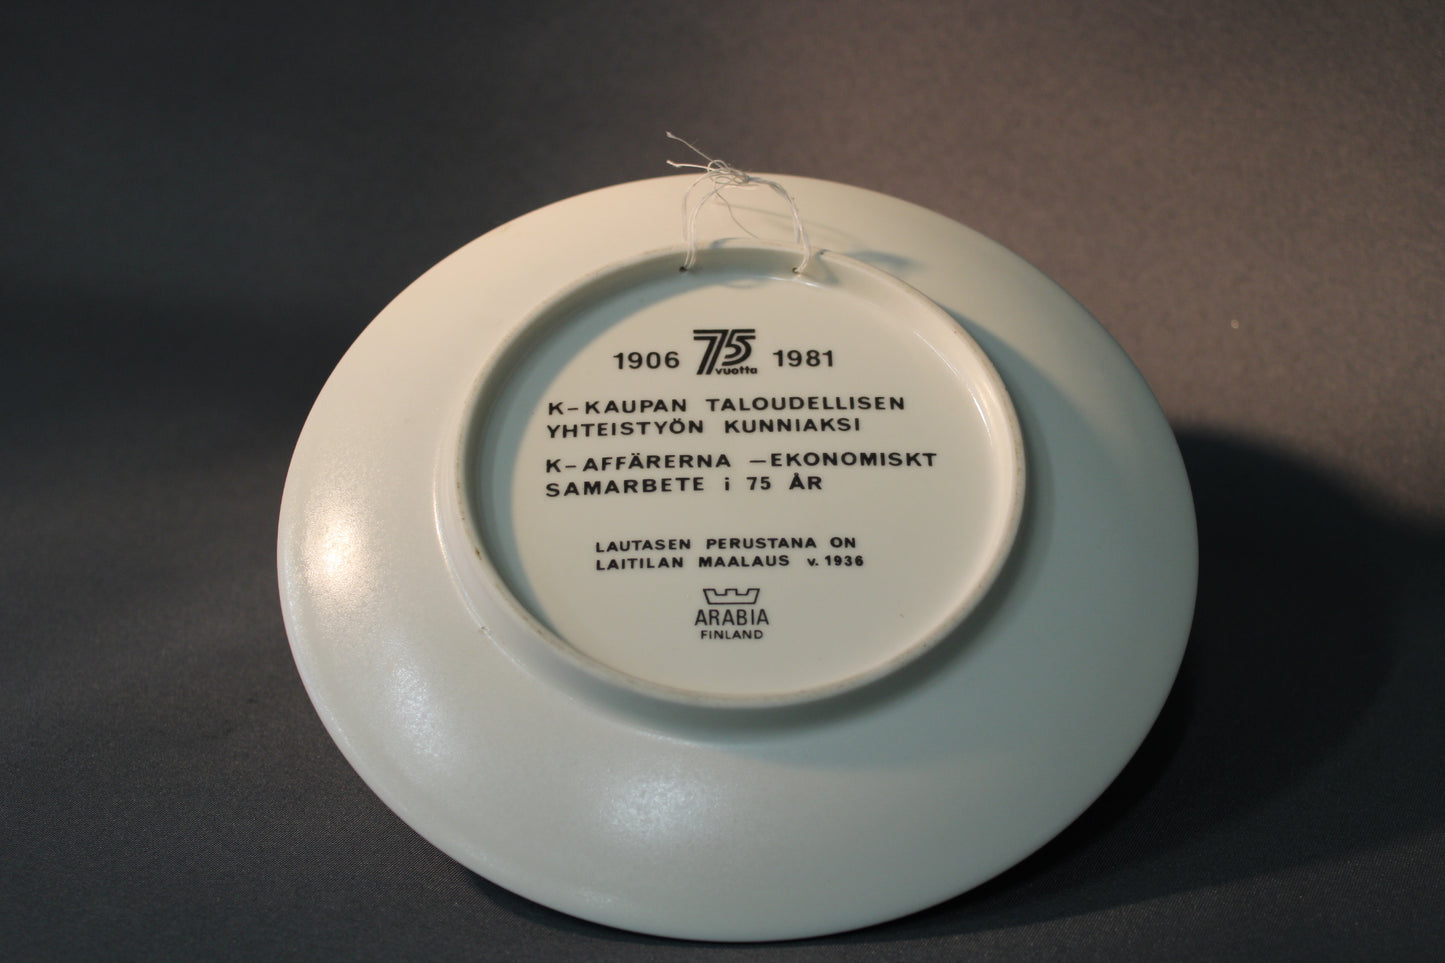 1906 75 vuotta 1981
K-KAUPAN TALOUDELLISEN
YHTEISTYÖN KUNNIAKSI
K-AFFÄRERNA —EKONOMISKT
SAMARBETE i 75 ÅR
LAUTASEN PERUSTANA ON
LAITILAN MAALAUS v. 1936
ARABIA
FINLAND